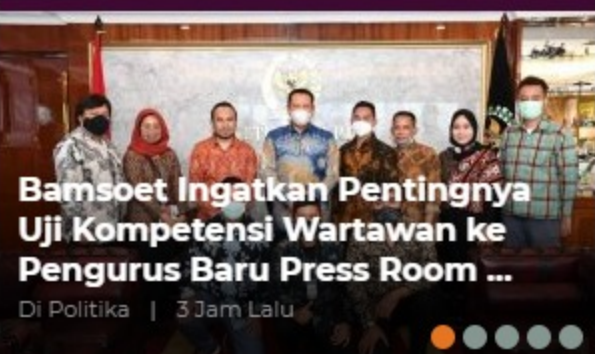 Bamsoet Ingatkan Pentingnya
Uji Kompetensi Wartawan ke
Pengurus Baru Press Room ...
Di Politika | 3 Jam Lalu